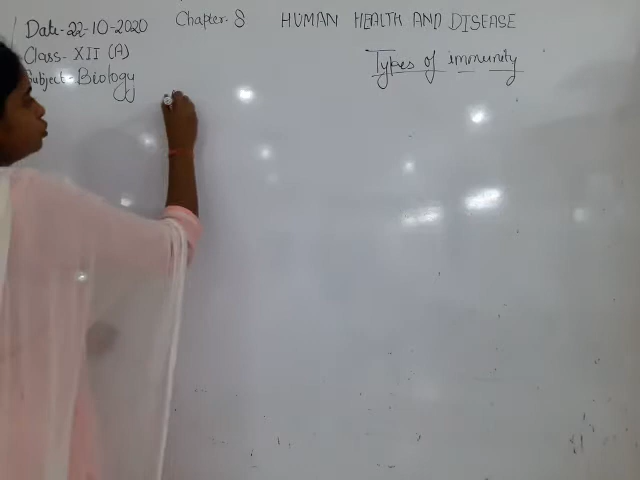 Date-22-10-2020 Chapter-8 HUMAN HEALTH AND DISEASE
Class- XII (A)
Subject-Biology
Types of immunity